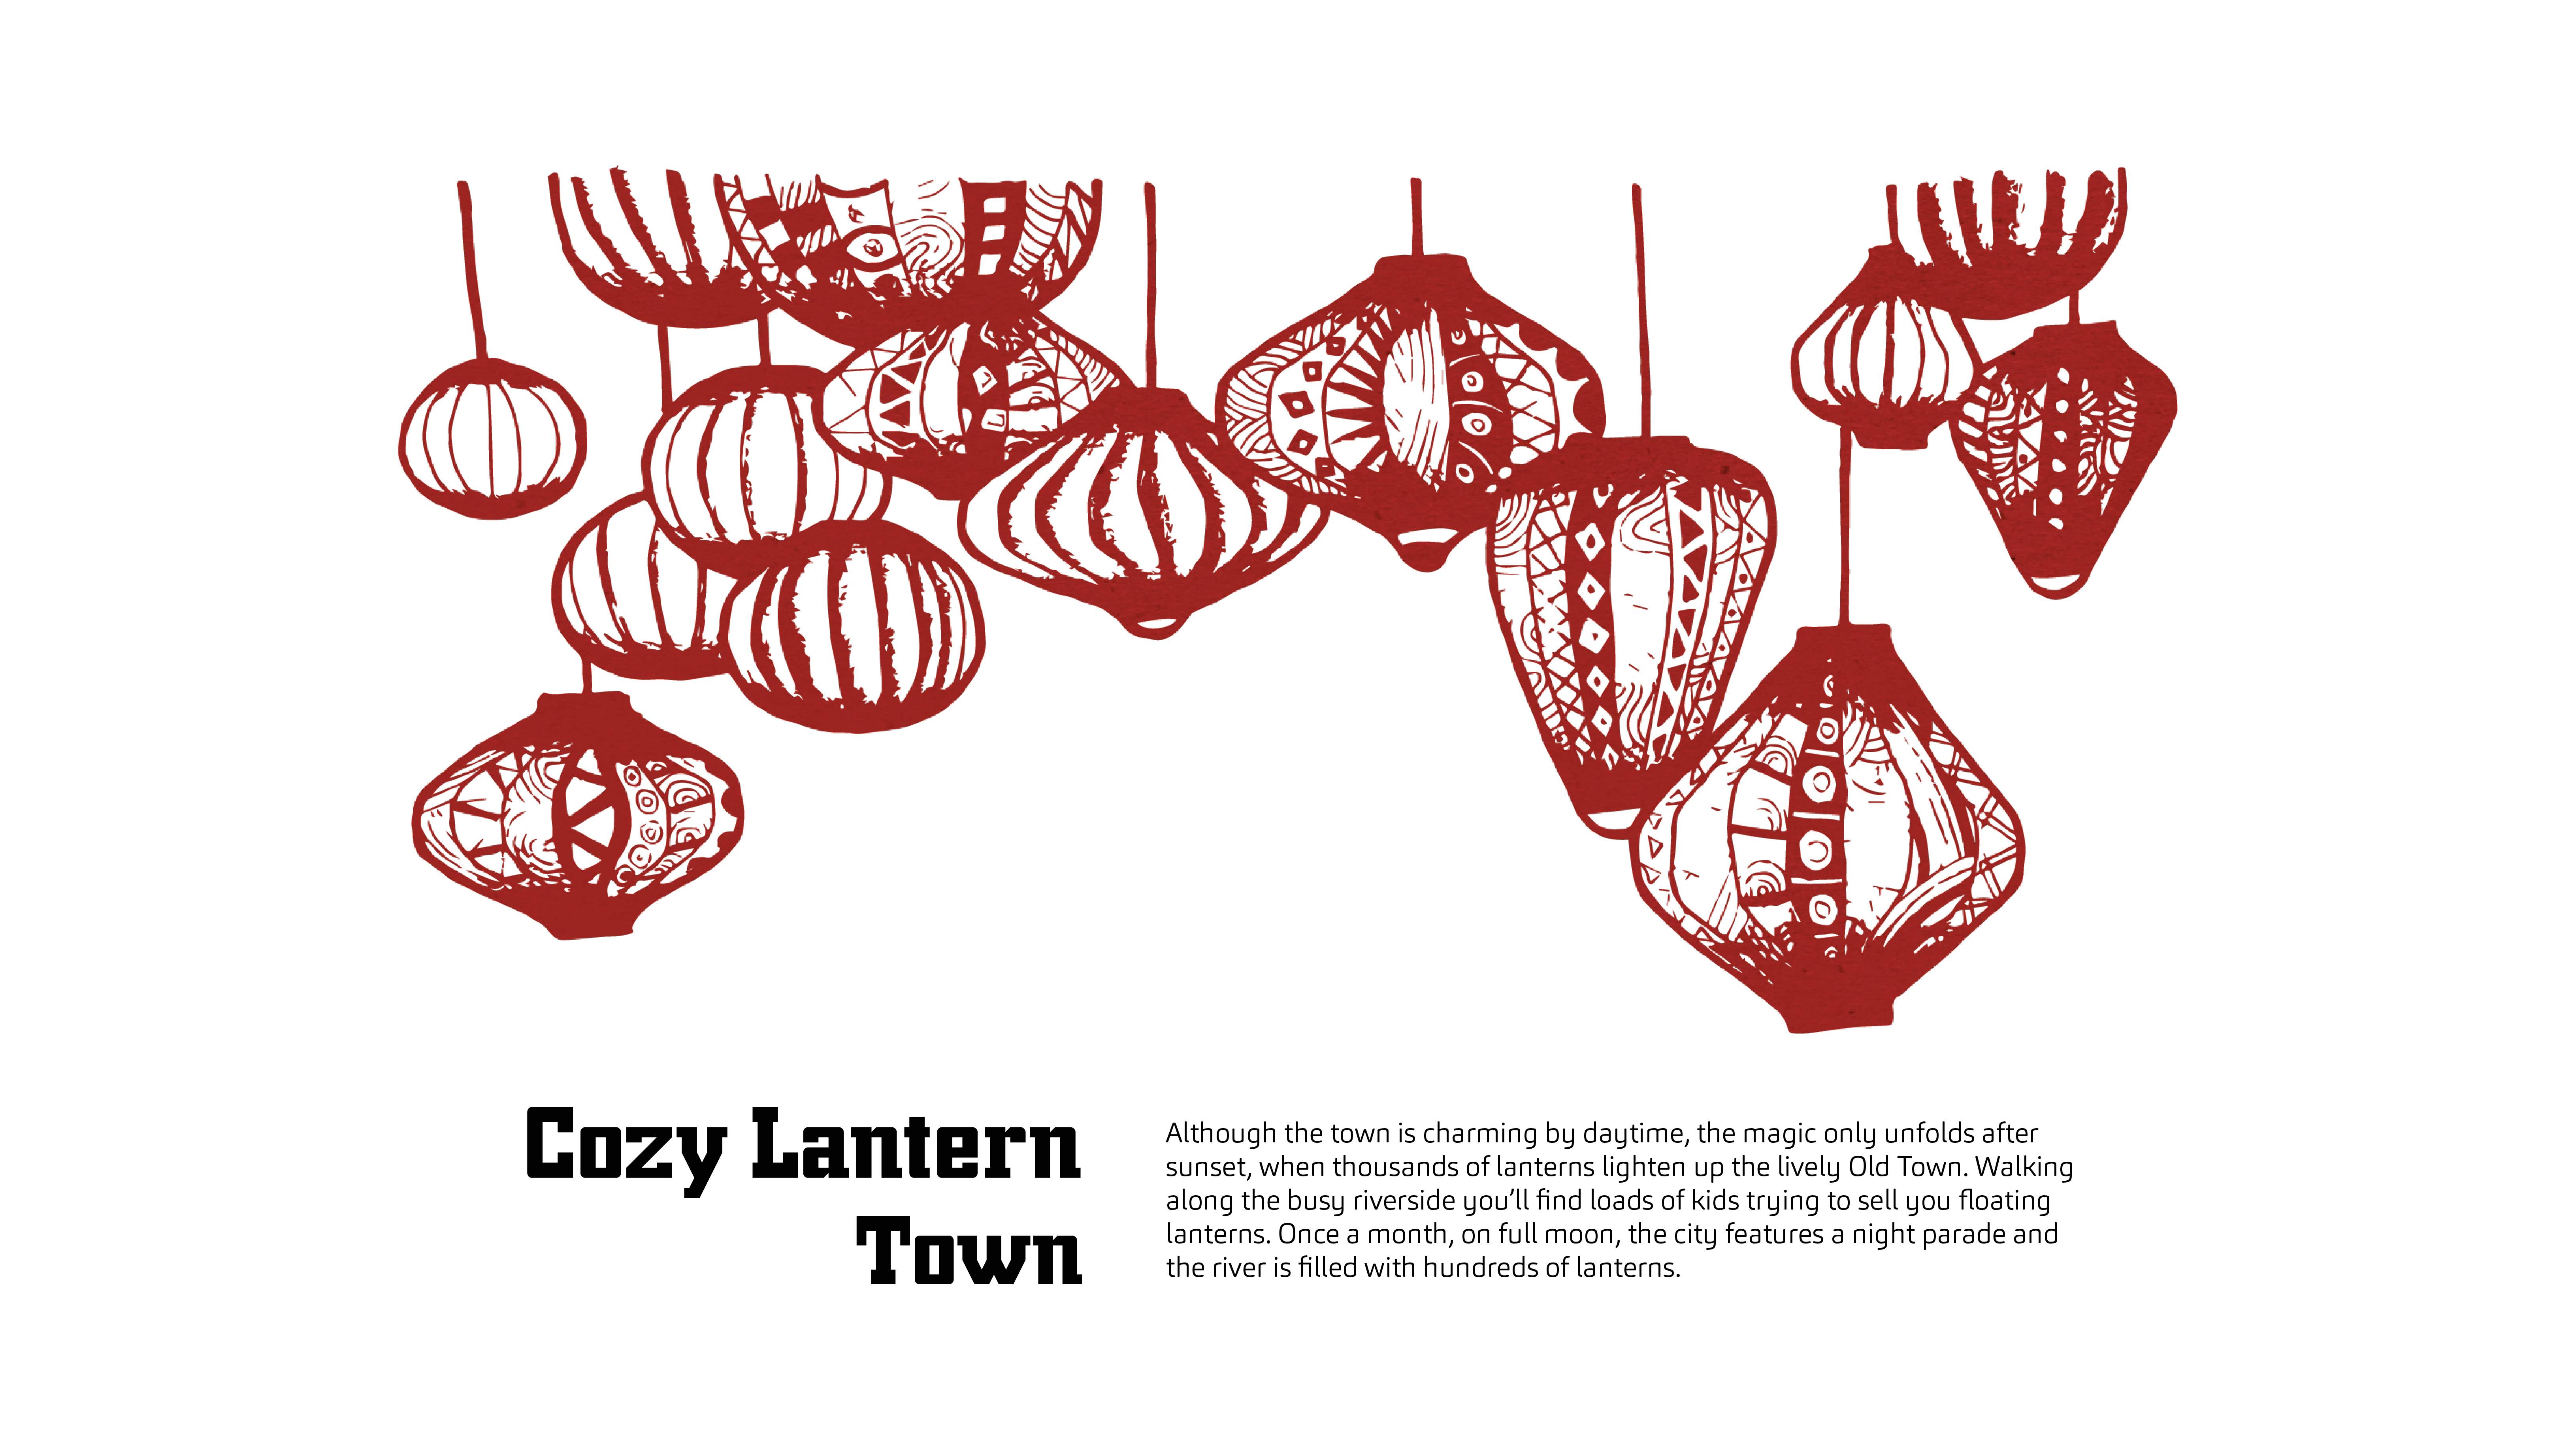 Cozy Lantern
Town
Although the town is charming by daytime, the magic only unfolds after
sunset, when thousands of lanterns lighten up the lively Old Town. Walking
along the busy riverside you’ll find loads of kids trying to sell you floating
lanterns. Once a month, on full moon, the city features a night parade and
the river is filled with hundreds of lanterns.